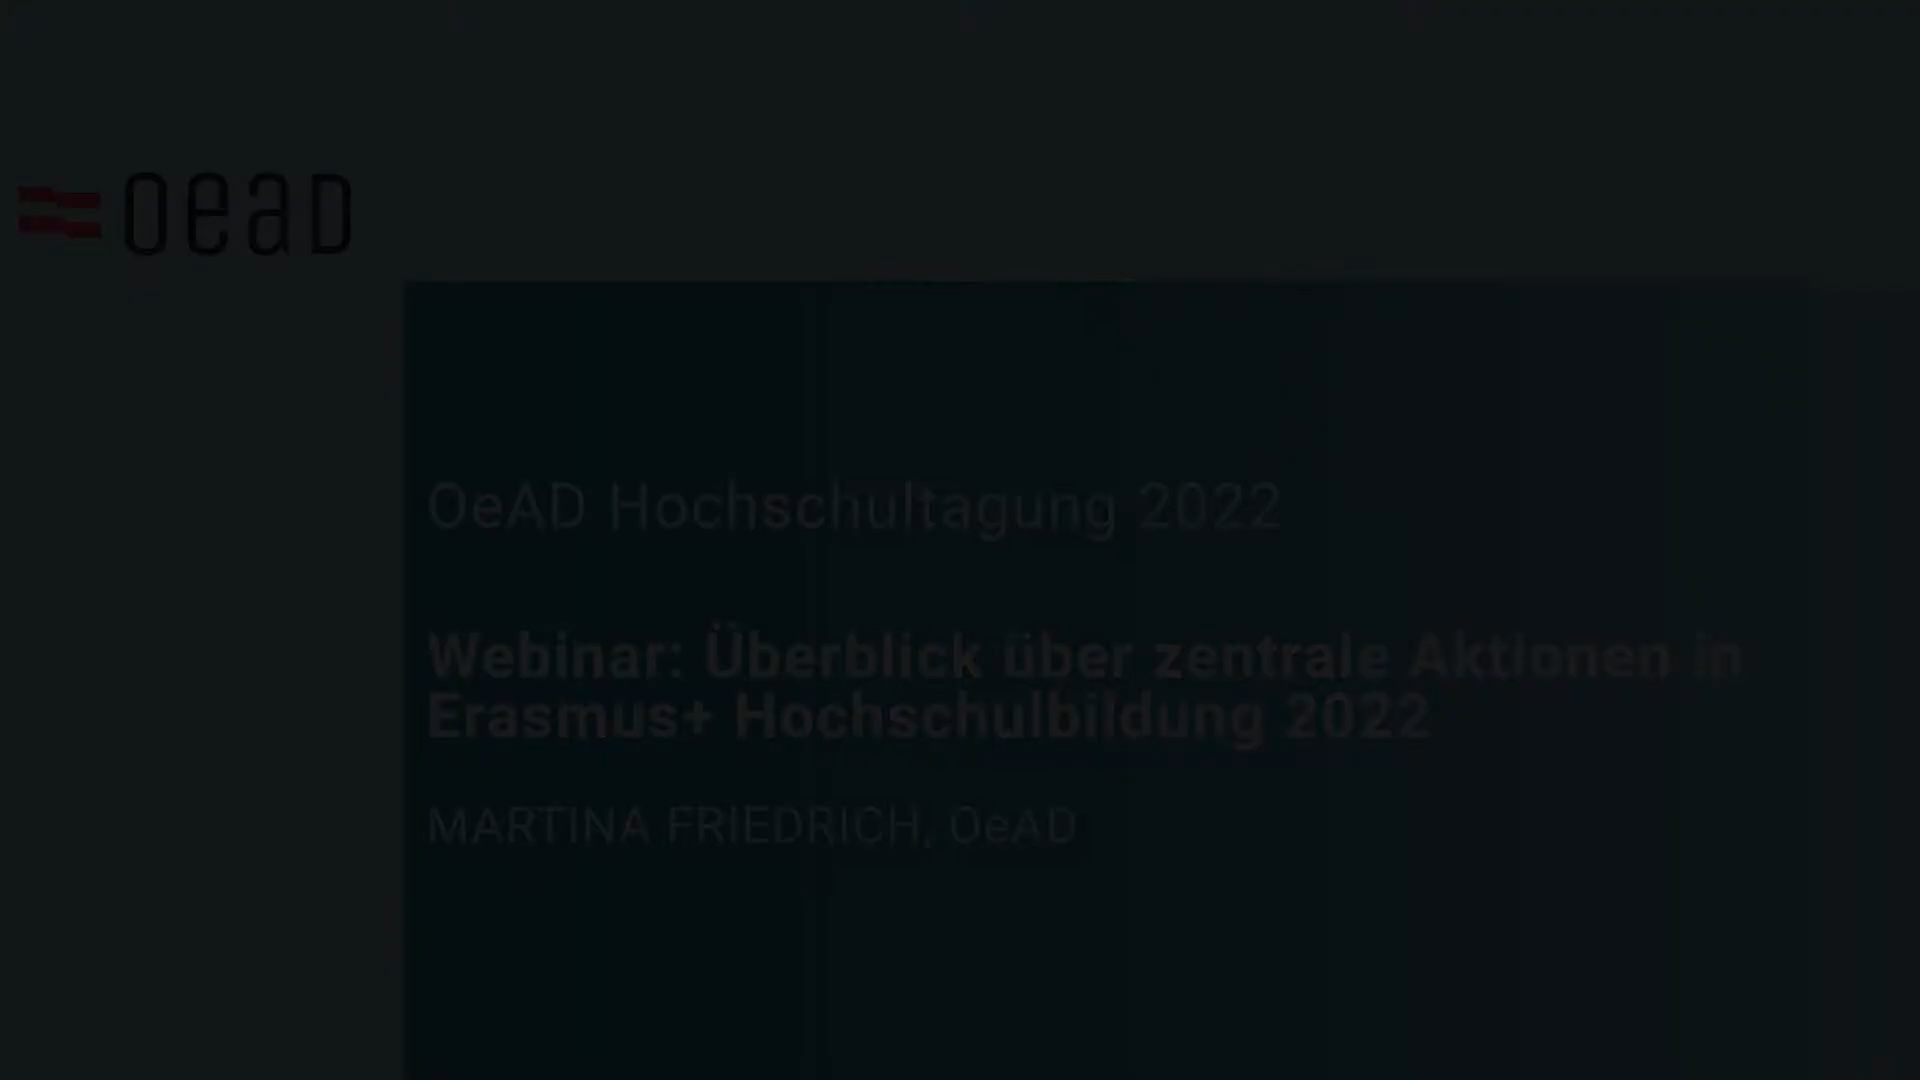 oeaD
OeAD Hochschultagung 2022
Webinar: Überblick über zentrale Aktionen in
Erasmus+ Hochschulbildung 2022
MARTINA FRIEDRICH, OeAD